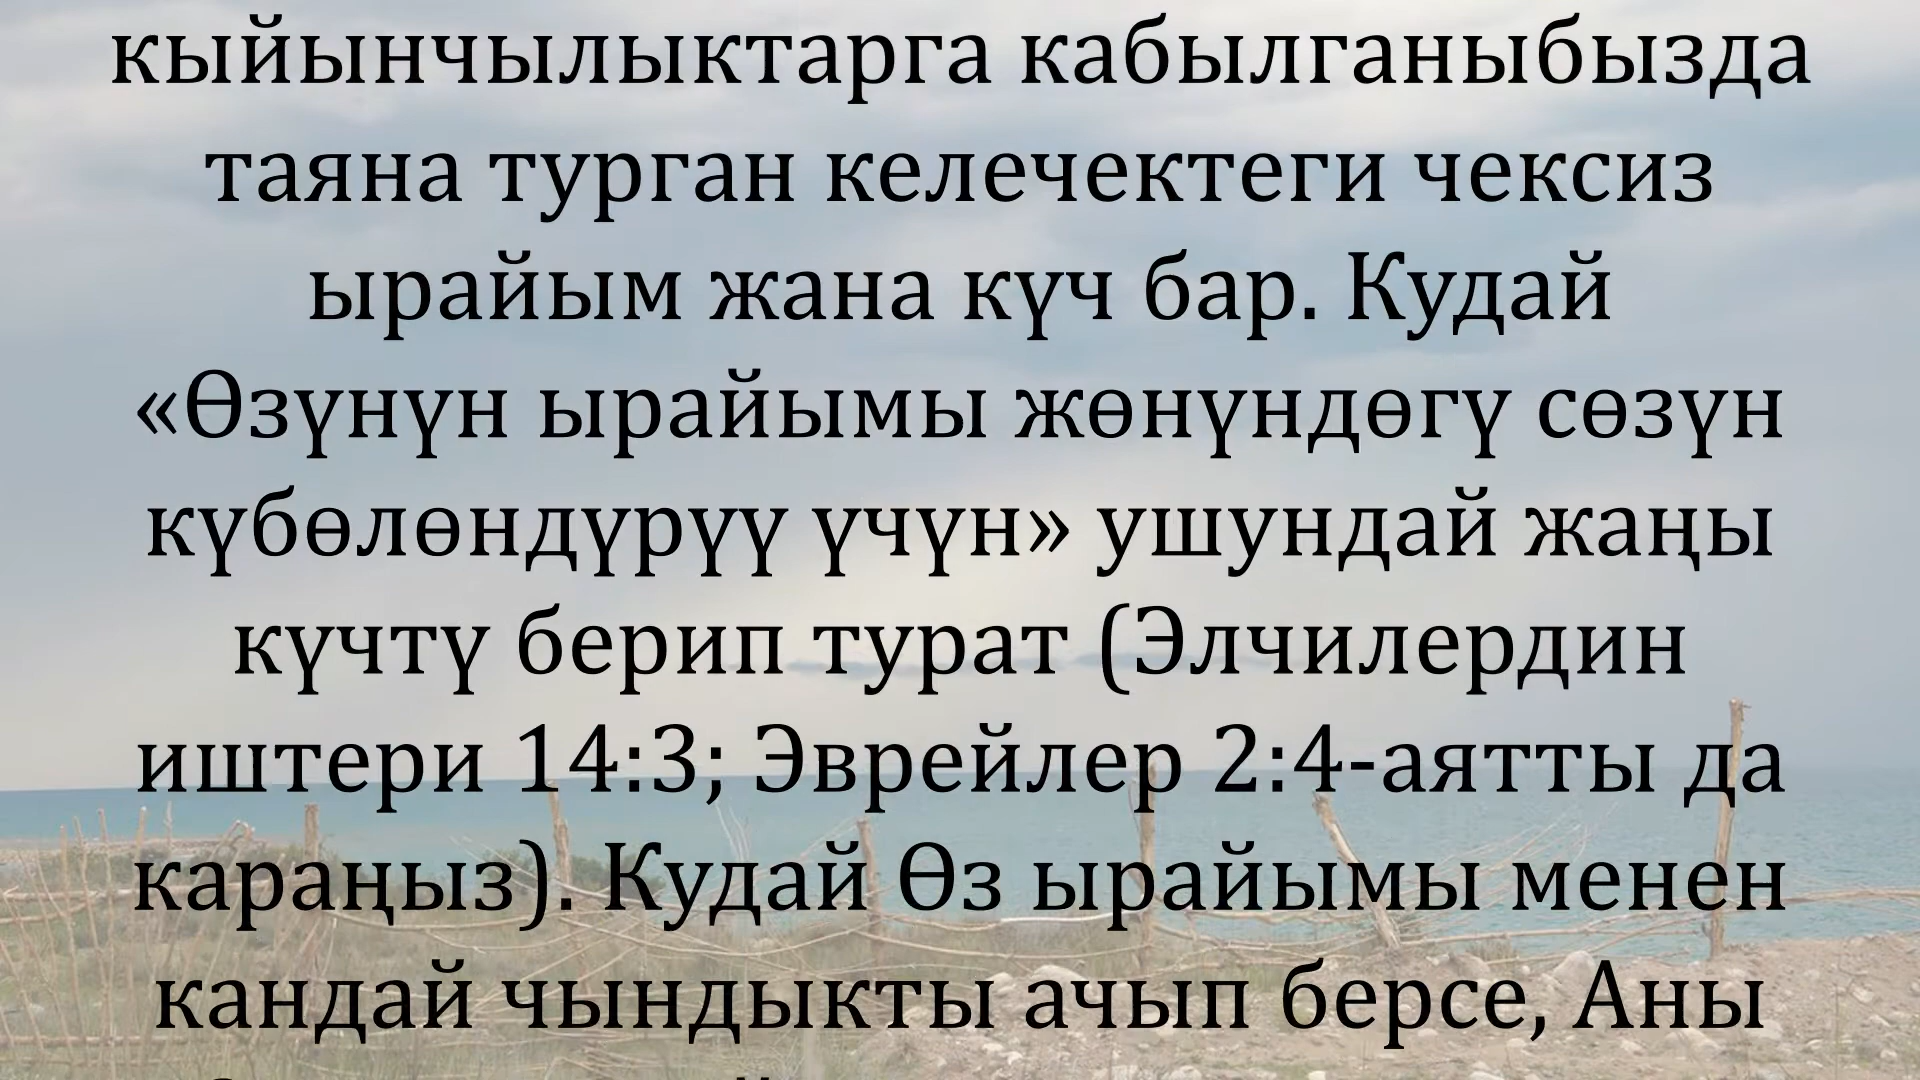 кыйынчылыктарга кабылганыбызда
таяна турган келечектеги чексиз
ырайым жана күч бар. Кудай
«Өзүнүн ырайымы жөнүндөгү сөзүн
күбөлөндүрүү үчүн» ушундай жаңы
күчтү берип турат (Элчилердин
иштери 14:3; Эврейлер 2:4-аятты да
караңыз). Кудай Өз ырайымы менен
кандай чындыкты ачып берсе, Аны